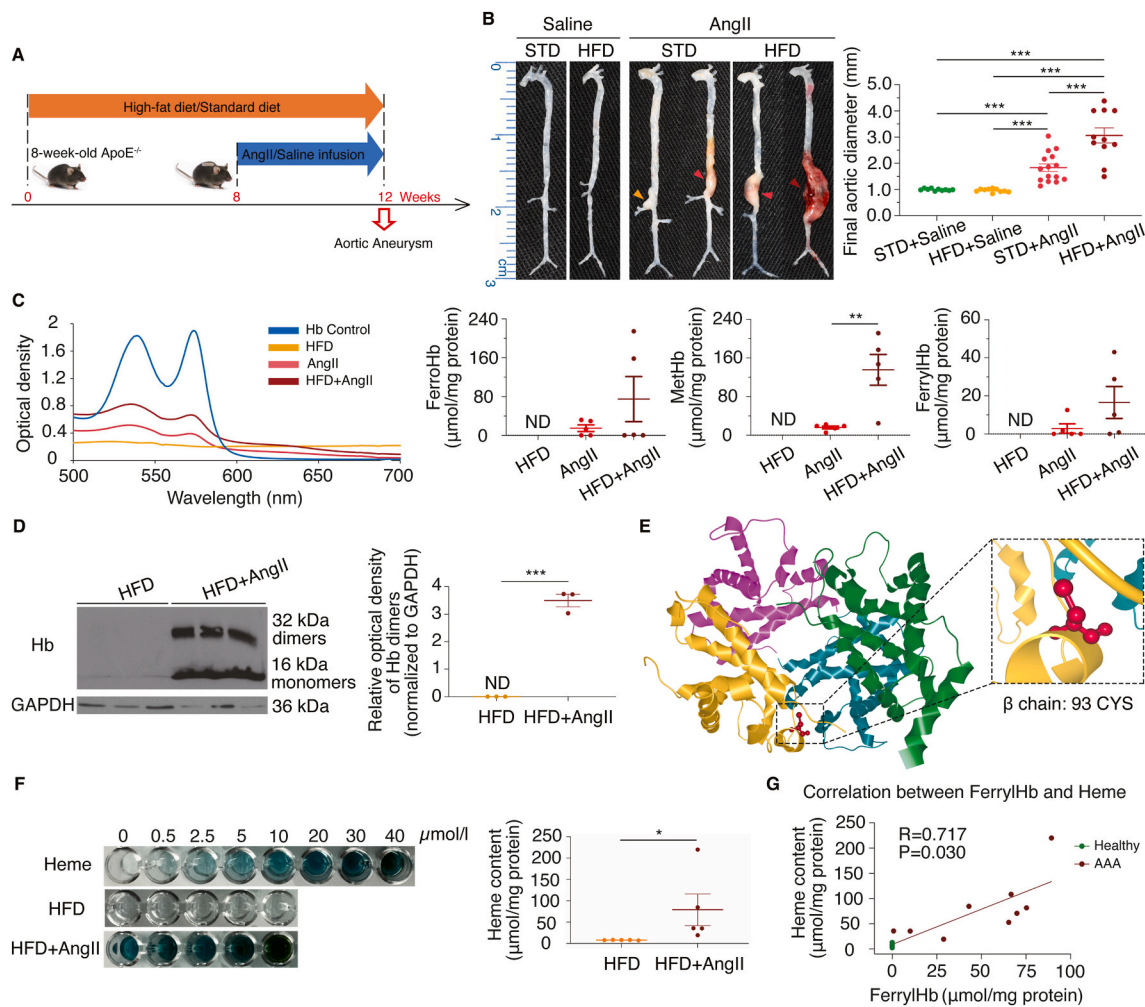 A
High-fat diet/Standard diet
8-week-old ApoE-/-
AngII/Saline infusion
0
8
12
Weeks
Aortic Aneurysm
B
Saline
AngII
STD
HFD
STD
HFD
0
1
2
3
cm
Final aortic diameter (mm)
5.0
4.0
3.0
2.0
1.0
0.0
***
***
***
***
***
***
STD+Saline
HFD+Saline
STD+AngII
HFD+AngII
C
Optical density
2
1.6
1.2
0.8
0.4
0
500
550
600
650
700
Wavelength (nm)
Hb Control
HFD
AngII
HFD+AngII
FerroHb
(µmol/mg protein)
240
160
80
0
ND
HFD
AngII
HFD+AngII
MetHb
(µmol/mg protein)
240
160
80
0
ND
**
HFD
AngII
HFD+AngII
FerrylHb
(µmol/mg protein)
60
40
20
0
ND
HFD
AngII
HFD+AngII
D
HFD
HFD+AngII
Hb
32 kDa
dimers
16 kDa
monomers
GAPDH
36 kDa
Relative optical density
of Hb dimers
(normalized to GAPDH)
4
3
2
1
0
***
ND
HFD
HFD+AngII
E
β chain: 93 CYS
F
0
0.5
2.5
5
10
20
30
40
µmol/l
Heme
HFD
HFD+AngII
Heme content
(µmol/mg protein)
250
200
150
100
50
0
*
HFD
HFD+AngII
G
Correlation between FerrylHb and Heme
Heme content
(µmol/mg protein)
250
200
150
100
50
0
R=0.717
P=0.030
Healthy
AAA
0
25
50
75
100
FerrylHb (µmol/mg protein)